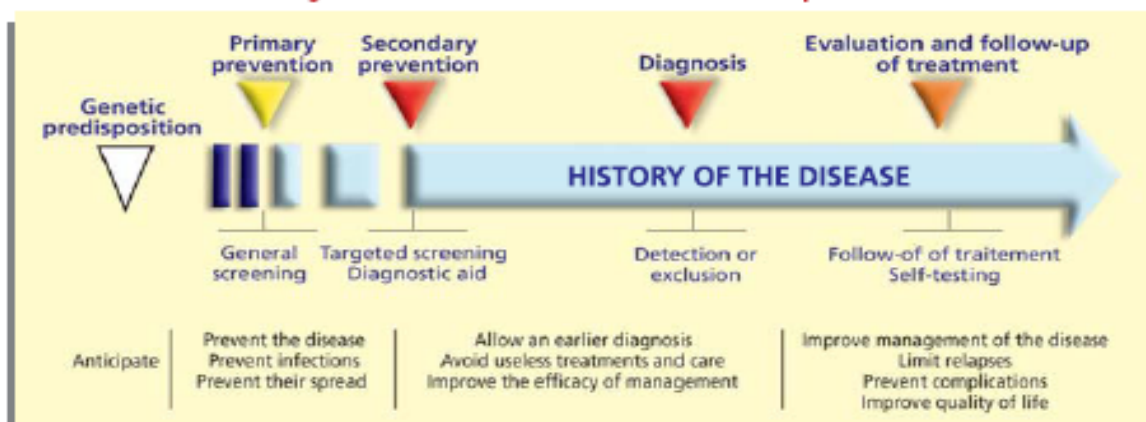 Primary
prevention
Secondary
prevention
Diagnosis
Evaluation and follow-up
of treatment
Genetic
predisposition
HISTORY OF THE DISEASE
General
screening
Targeted screening
Diagnostic aid
Detection or
exclusion
Follow-of of traitement
Self-testing
Anticipate
Prevent the disease
Prevent infections
Prevent their spread
Allow an earlier diagnosis
Avoid useless treatments and care
Improve the efficacy of management
Improve management of the disease
Limit relapses
Prevent complications
Improve quality of life